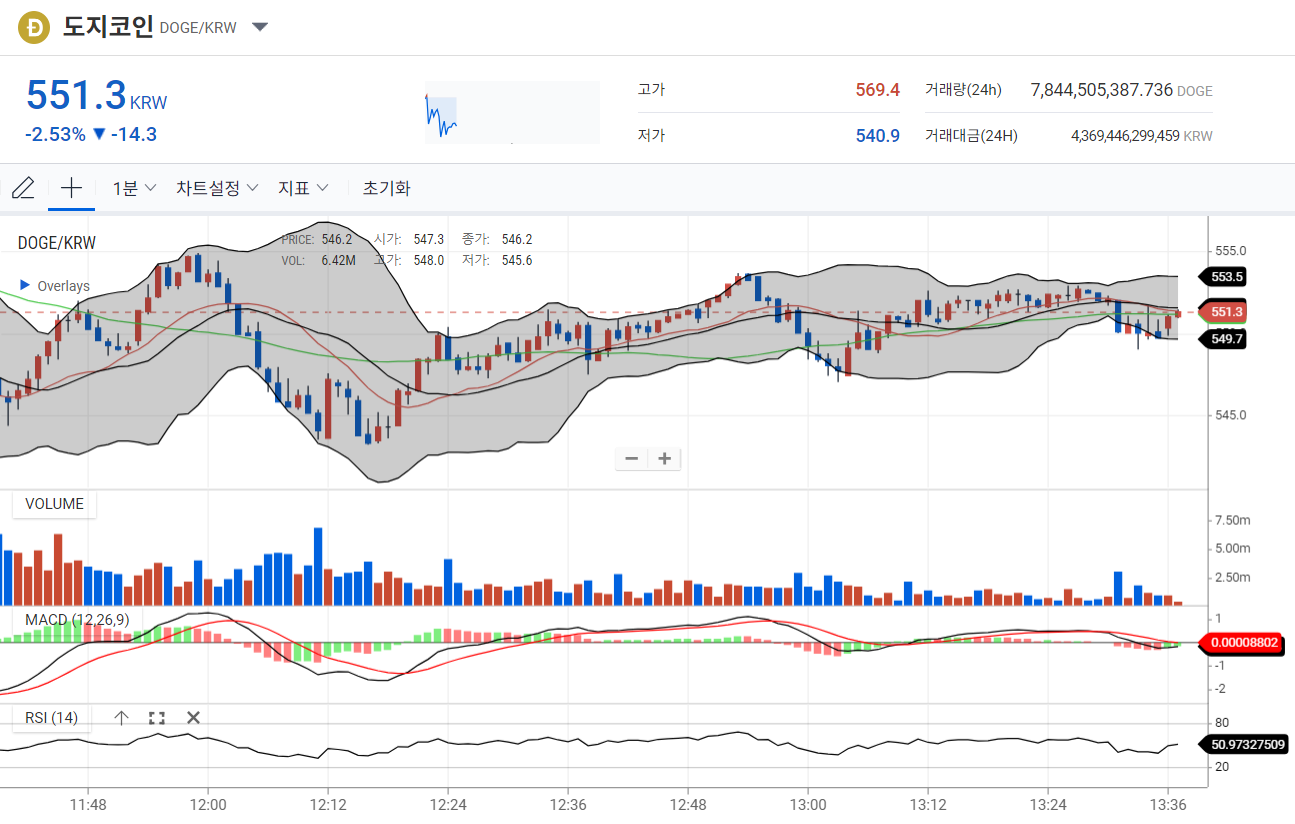 도지코인 DOGE/KRW
551.3 KRW
-2.53% ▼ -14.3
고가 569.4
저가 540.9
거래량(24h) 7,844,505,387.736 DOGE
거래대금(24H) 4,369,446,299,459 KRW
1분 차트설정 지표 초기화
DOGE/KRW
PRICE: 546.2 시가: 547.3 종가: 546.2
VOL: 6.42M 고가: 548.0 저가: 545.6
Overlays
555.0
553.5
551.3
549.7
545.0
VOLUME
7.50m
5.00m
2.50m
MACD (12,26,9)
1
0.00008802
-1
-2
RSI (14)
80
50.97327509
20
11:48 12:00 12:12 12:24 12:36 12:48 13:00 13:12 13:24 13:36